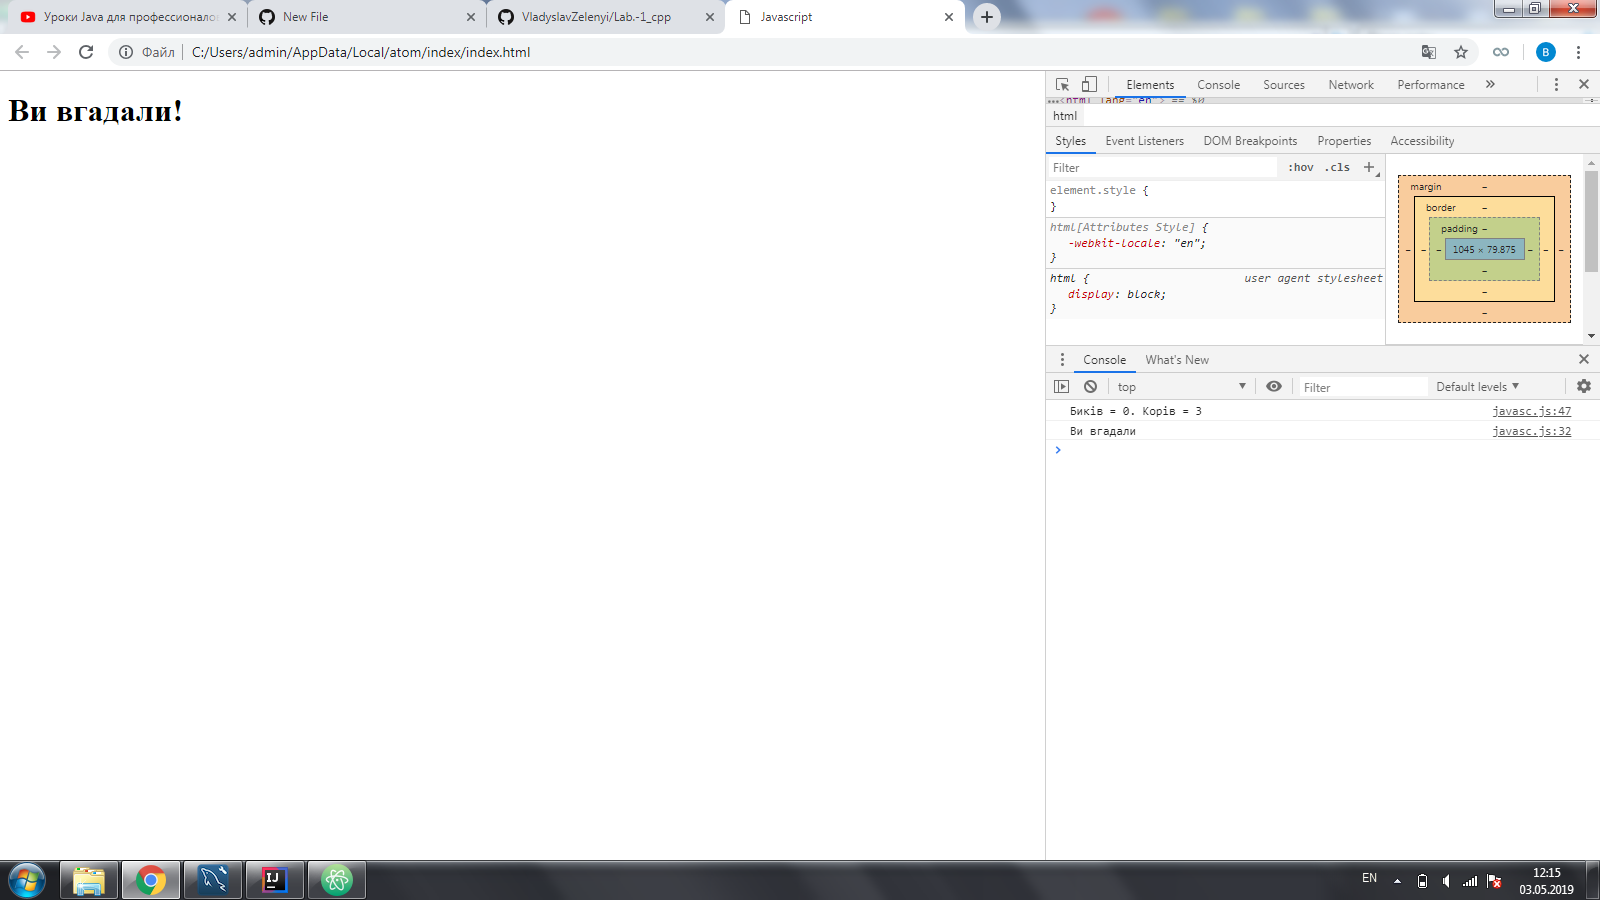 Уроки Java для профессионало
New File
VladyslavZelenyi/Lab.-1_cpp
Javascript
Файл
C:/Users/admin/AppData/Local/atom/index/index.html
B
Ви вгадали!
Elements
Console
Sources
Network
Performance
html
Styles
Event Listeners
DOM Breakpoints
Properties
Accessibility
Filter
:hov
.cls
element.style {
}
html[Attributes Style] {
-webkit-locale: "en";
}
html {
user agent stylesheet
display: block;
}
margin
border
padding
1045 × 79.875
Console
What's New
top
Filter
Default levels
Биків = 0. Корів = 3
javasc.js:47
Ви вгадали
javasc.js:32
IJ
EN
12:15
03.05.2019